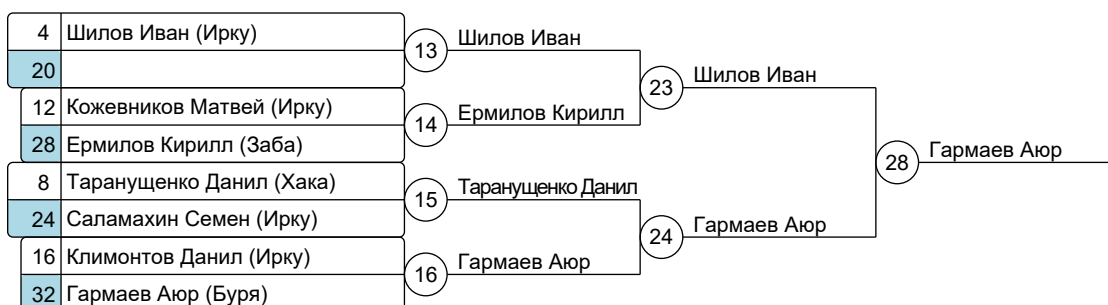 4 Шилов Иван (Ирку)
20
13 Шилов Иван
12 Кожевников Матвей (Ирку)
28 Ермилов Кирилл (Заба)
14 Ермилов Кирилл
23 Шилов Иван
8 Таранущенко Данил (Хака)
24 Саламахин Семен (Ирку)
15 Таранущенко Данил
16 Климонтов Данил (Ирку)
32 Гармаев Аюр (Буря)
16 Гармаев Аюр
24 Гармаев Аюр
28 Гармаев Аюр